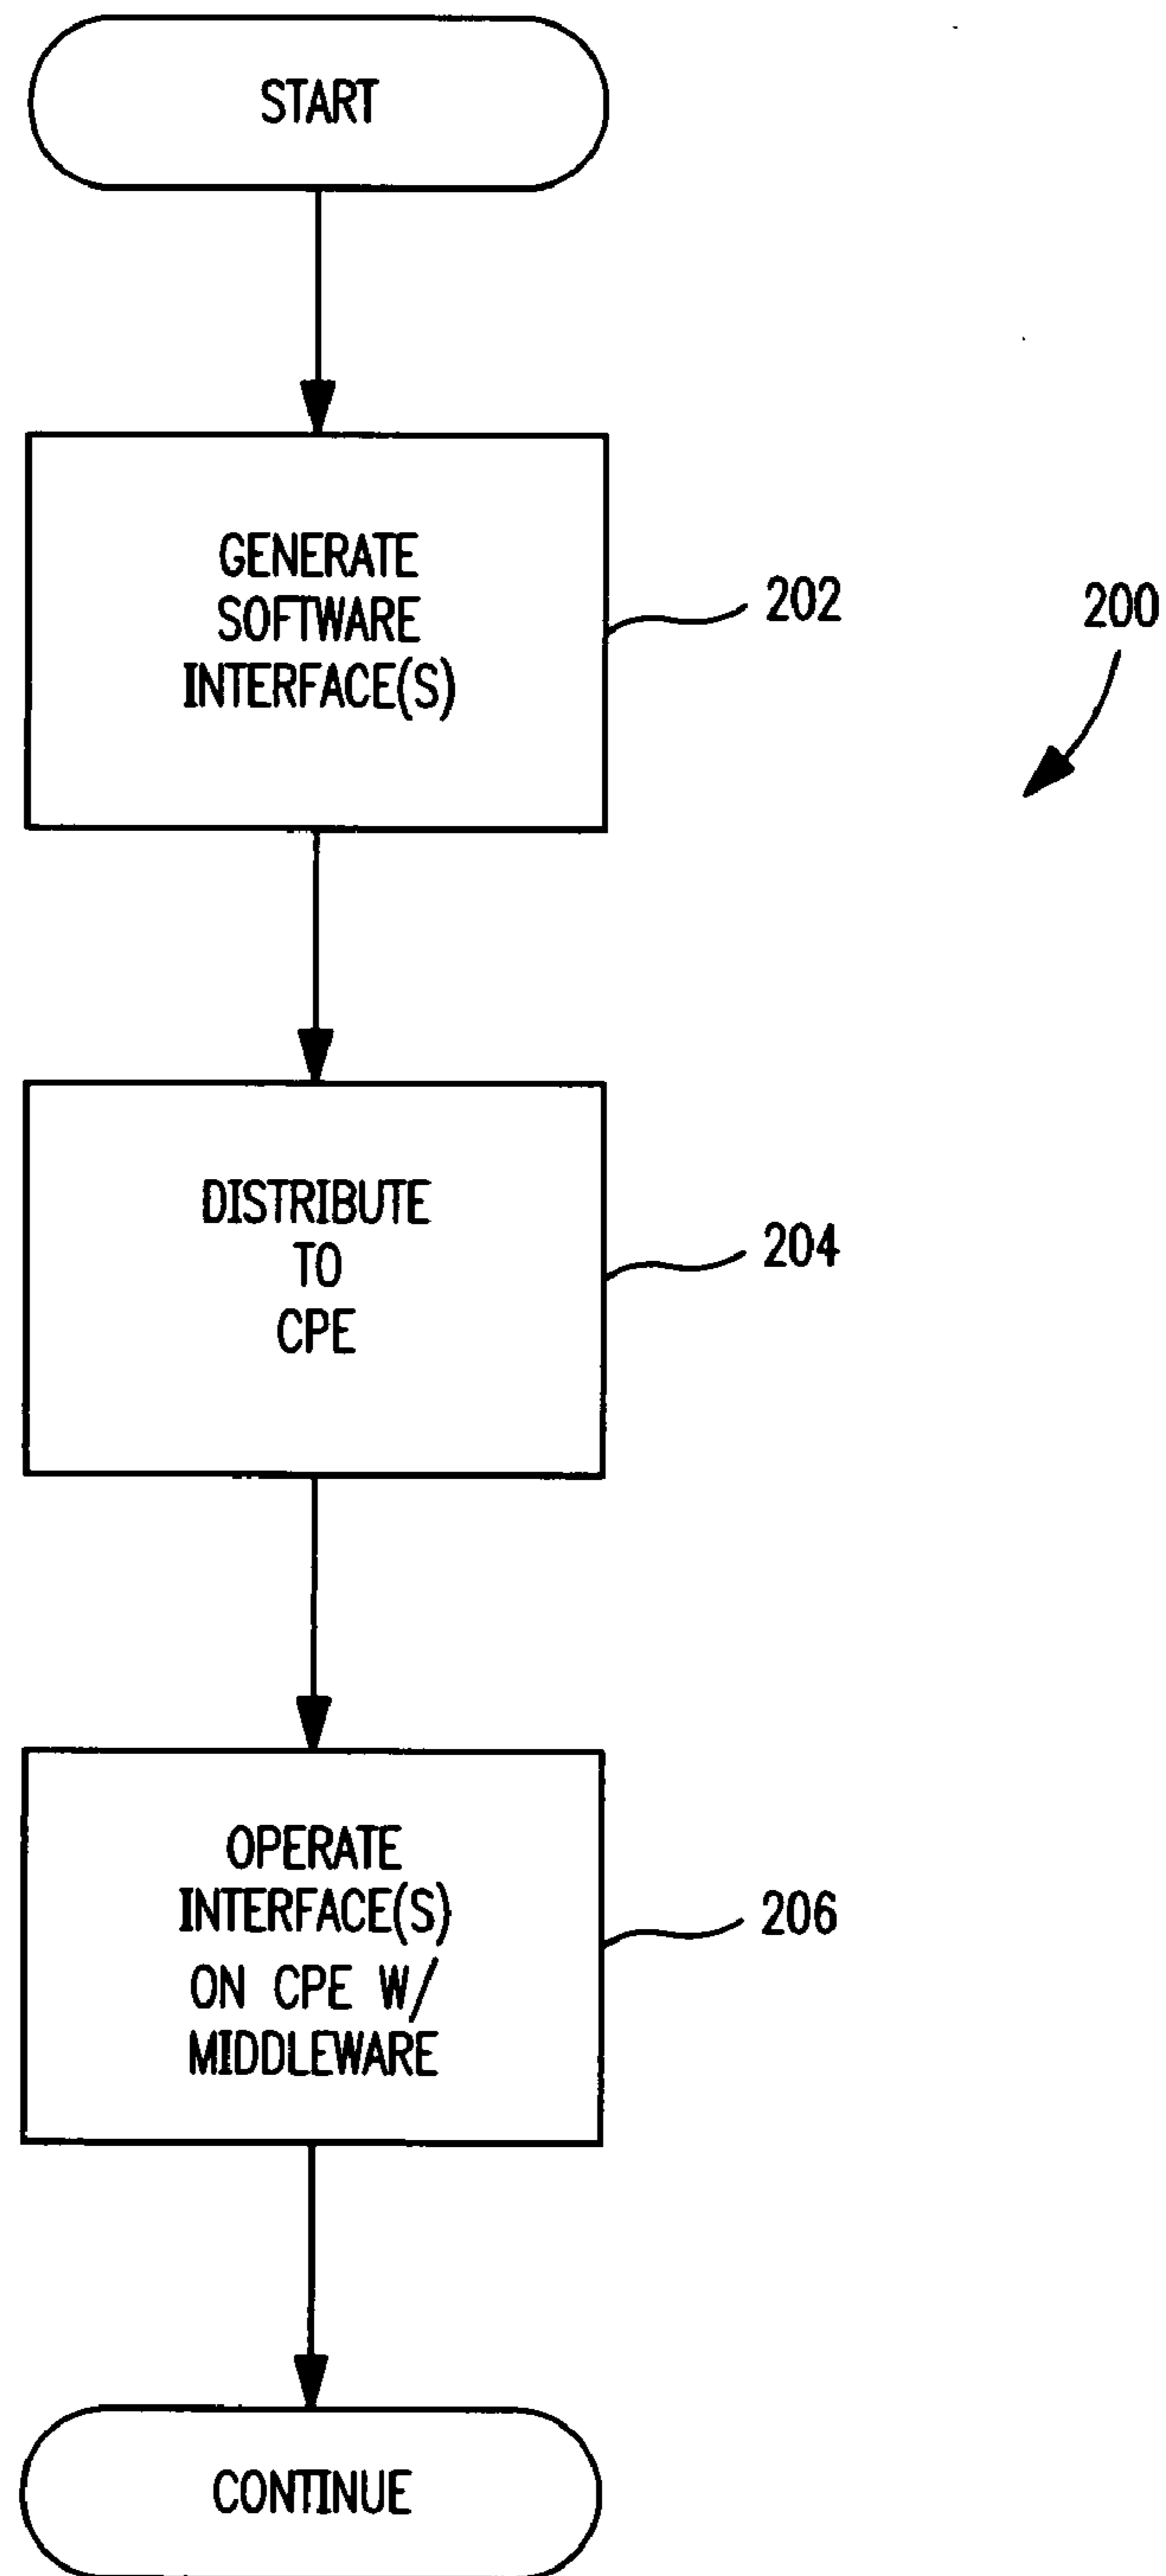 START
GENERATE
SOFTWARE
INTERFACE(S)
202
200
DISTRIBUTE
TO
CPE
204
OPERATE
INTERFACE(S)
ON CPE W/
MIDDLEWARE
206
CONTINUE